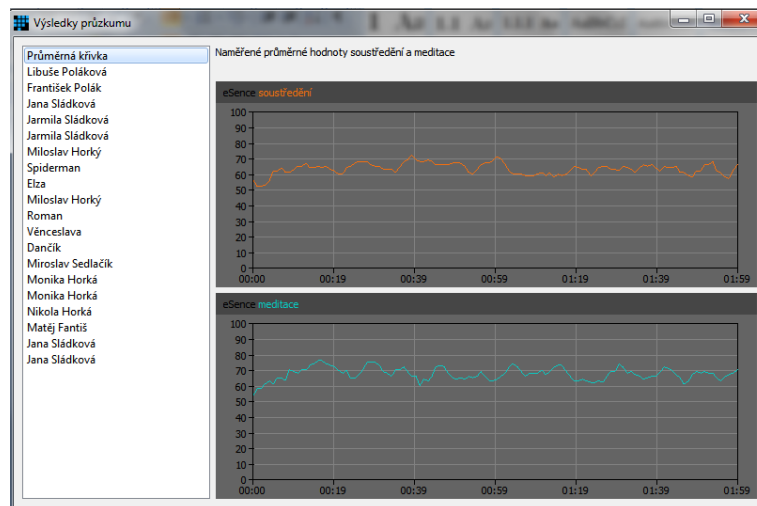 Výsledky průzkumu
Průměrná křivka
Libuše Poláková
František Polák
Jana Sládková
Jarmila Sládková
Jarmila Sládková
Miloslav Horký
Spiderman
Elza
Miloslav Horký
Roman
Věnceslava
Dančík
Miroslav Sedlačík
Monika Horká
Monika Horká
Nikola Horká
Matěj Fantiš
Jana Sládková
Jana Sládková
Naměřené průměrné hodnoty soustředění a meditace
eSence soustředění
100
90
80
70
60
50
40
30
20
10
0
00:00 00:19 00:39 00:59 01:19 01:39 01:59
eSence meditace
100
90
80
70
60
50
40
30
20
10
0
00:00 00:19 00:39 00:59 01:19 01:39 01:59